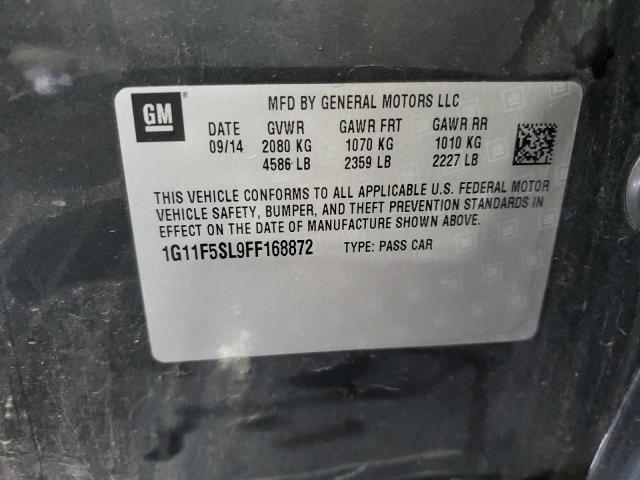 GM
MFD BY GENERAL MOTORS LLC
DATE GVWR GAWR FRT GAWR RR
09/14 2080 KG 1070 KG 1010 KG
4586 LB 2359 LB 2227 LB
THIS VEHICLE CONFORMS TO ALL APPLICABLE U.S. FEDERAL MOTOR
VEHICLE SAFETY, BUMPER, AND THEFT PREVENTION STANDARDS IN
EFFECT ON THE DATE OF MANUFACTURE SHOWN ABOVE.
1G11F5SL9FF168872 TYPE: PASS CAR